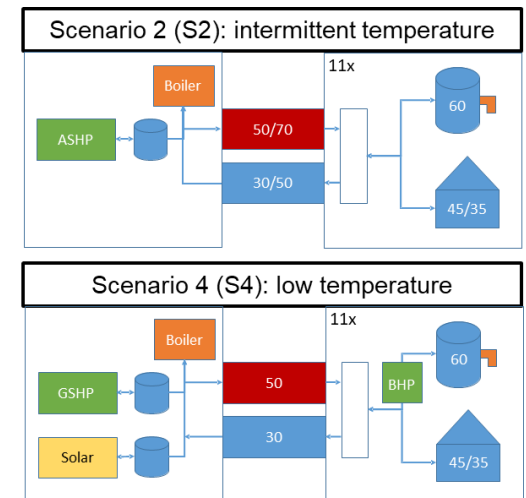 Scenario 2 (S2): intermittent temperature
11x
Boiler
60
ASHP
50/70
30/50
45/35
Scenario 4 (S4): low temperature
11x
Boiler
60
GSHP
50
BHP
Solar
30
45/35